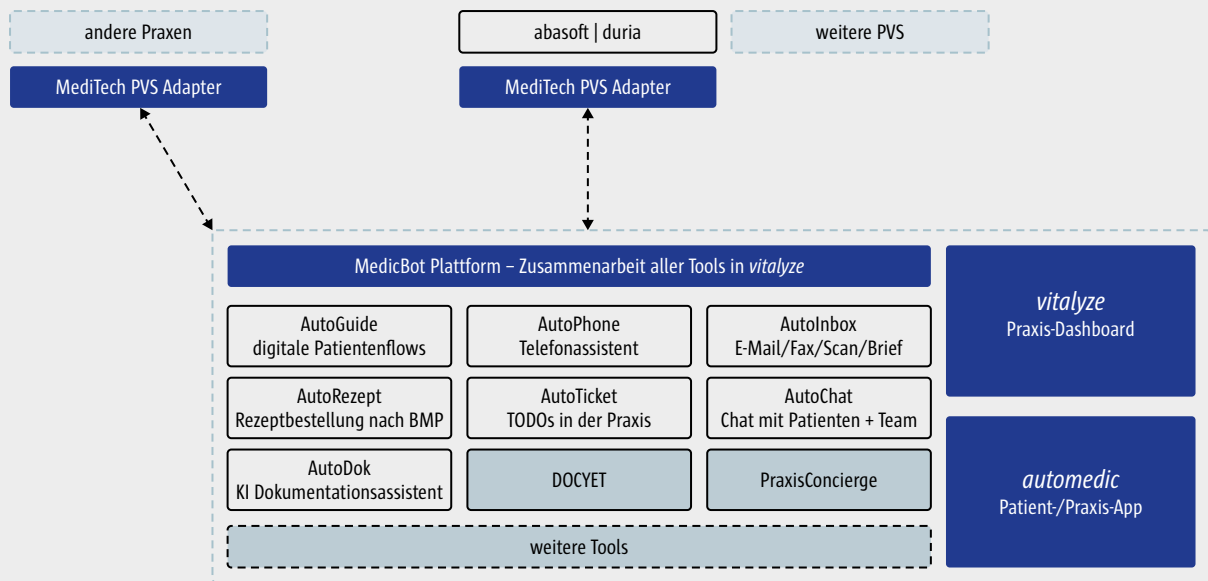 andere Praxen
abasoft | duria
weitere PVS
MediTech PVS Adapter
MediTech PVS Adapter
MedicBot Plattform – Zusammenarbeit aller Tools in vitalyze
vitalyze
Praxis-Dashboard
AutoGuide
digitale Patientenflows
AutoPhone
Telefonassistent
AutoInbox
E-Mail/Fax/Scan/Brief
AutoRezept
Rezeptbestellung nach BMP
AutoTicket
TODOs in der Praxis
AutoChat
Chat mit Patienten + Team
AutoDok
KI Dokumentationsassistent
DOCYET
PraxisConcierge
automedic
Patient-/Praxis-App
weitere Tools